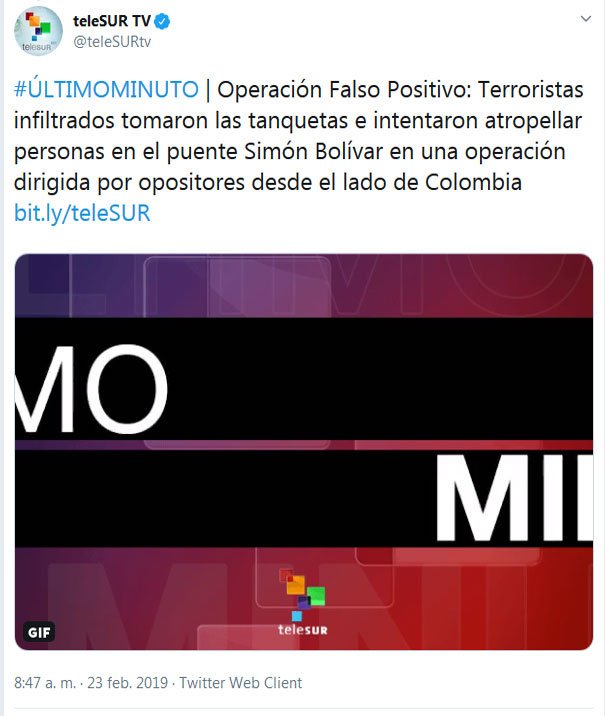 teleSUR TV
@teleSURtv
#ÚLTIMOMINUTO | Operación Falso Positivo: Terroristas
infiltrados tomaron las tanquetas e intentaron atropellar
personas en el puente Simón Bolívar en una operación
dirigida por opositores desde el lado de Colombia
bit.ly/teleSUR
MO
MI
teleSUR
GIF
8:47 a. m. · 23 feb. 2019 · Twitter Web Client